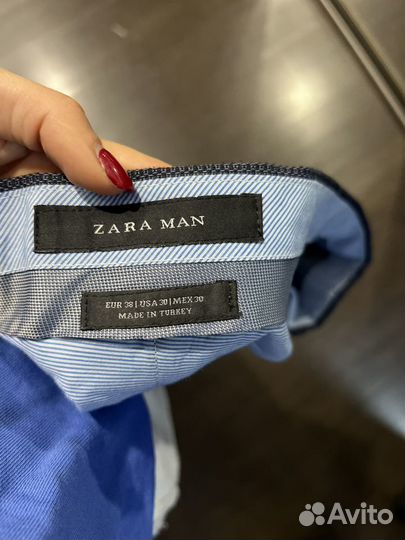 ZARA MAN
EUR 38 | USA 30 | MEX 30
MADE IN TURKEY
Avito